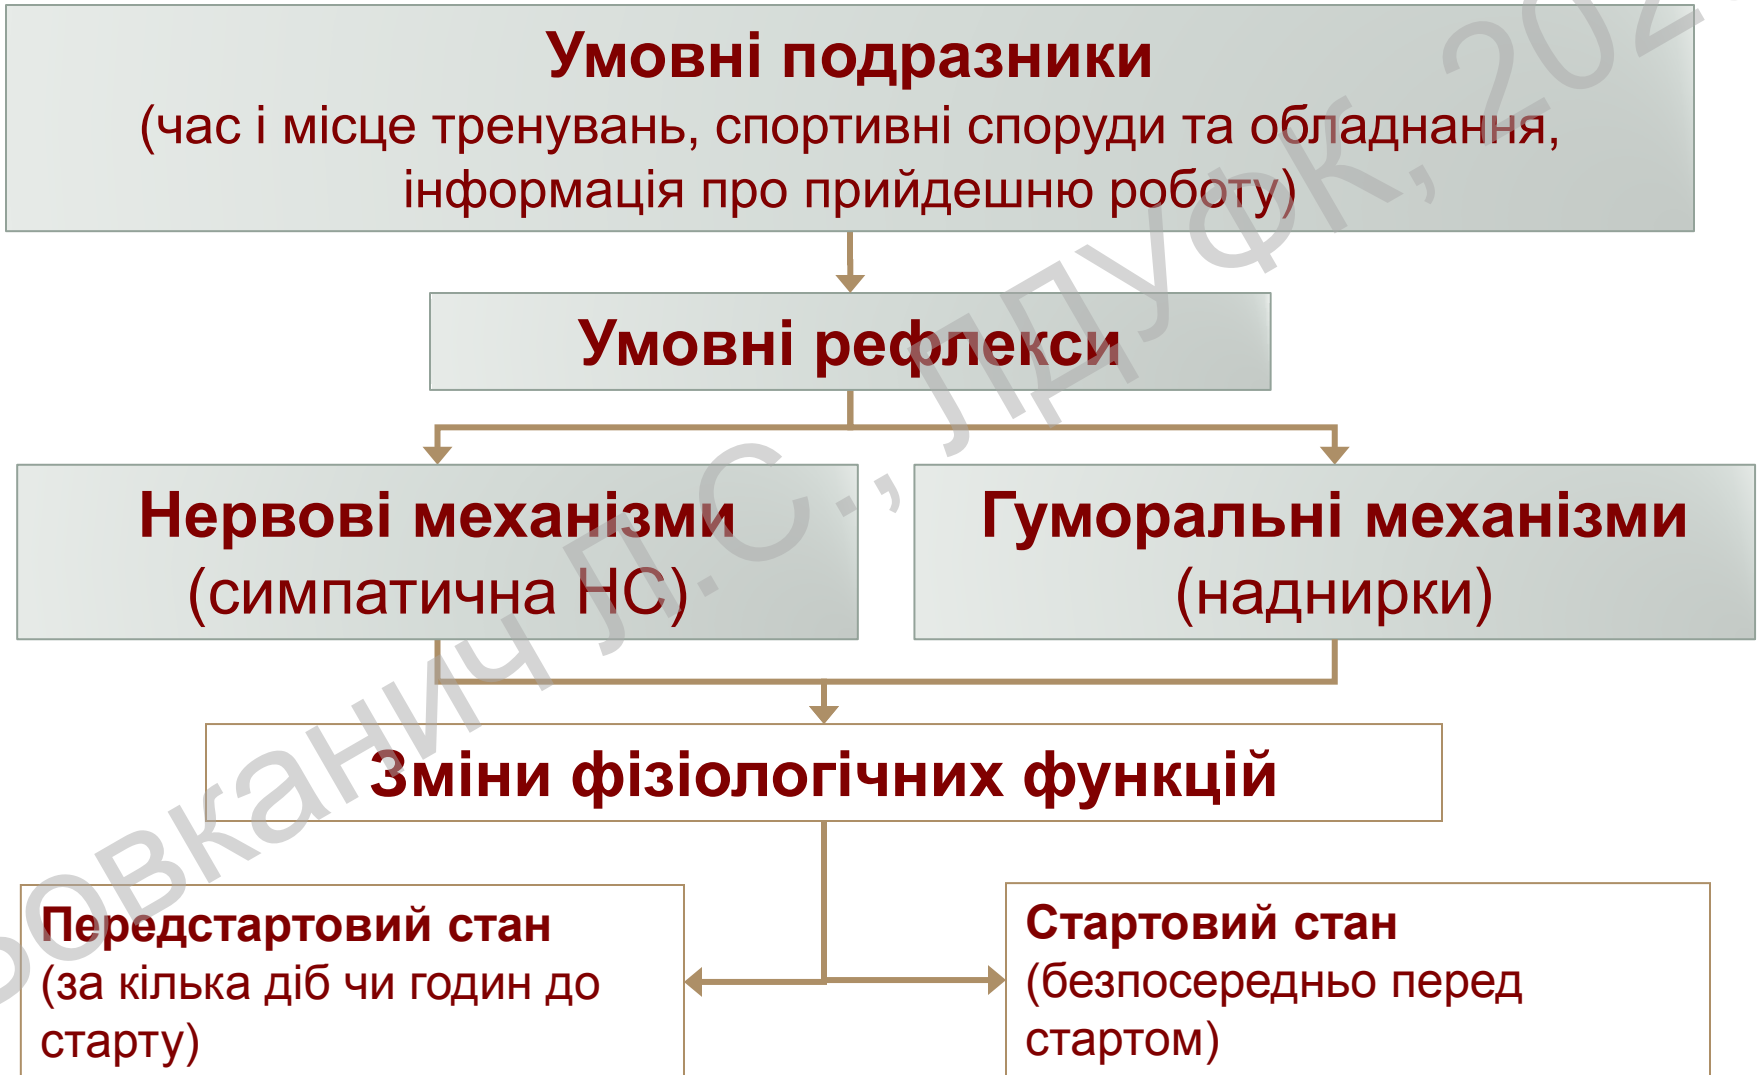 Умовні подразники
(час і місце тренувань, спортивні споруди та обладнання,
інформація про прийдешню роботу)
Умовні рефлекси
Нервові механізми
(симпатична НС)
Гуморальні механізми
(наднирки)
Зміни фізіологічних функцій
Передстартовий стан
(за кілька діб чи годин до
старту)
Стартовий стан
(безпосередньо перед
стартом)
Л.С., ЛДУФК,